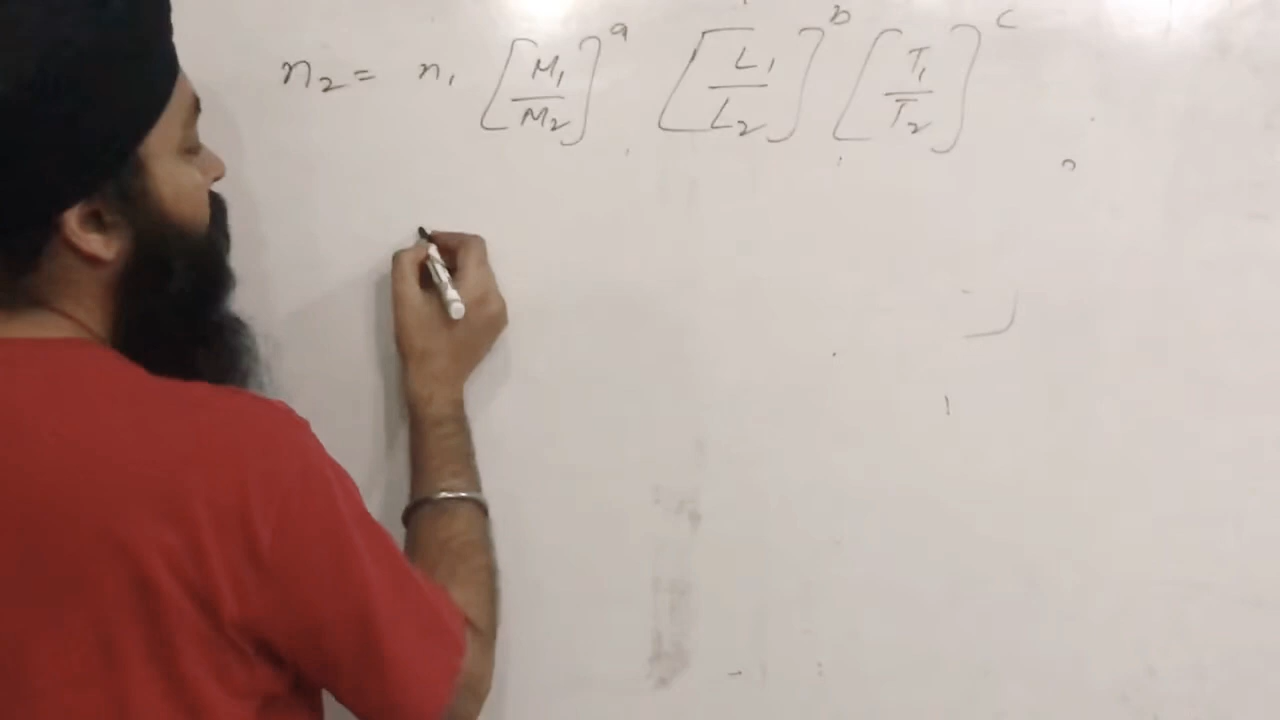 n₂ = n₁ [M₁/M₂]ᵃ [L₁/L₂]ᵇ [T₁/T₂]ᶜ